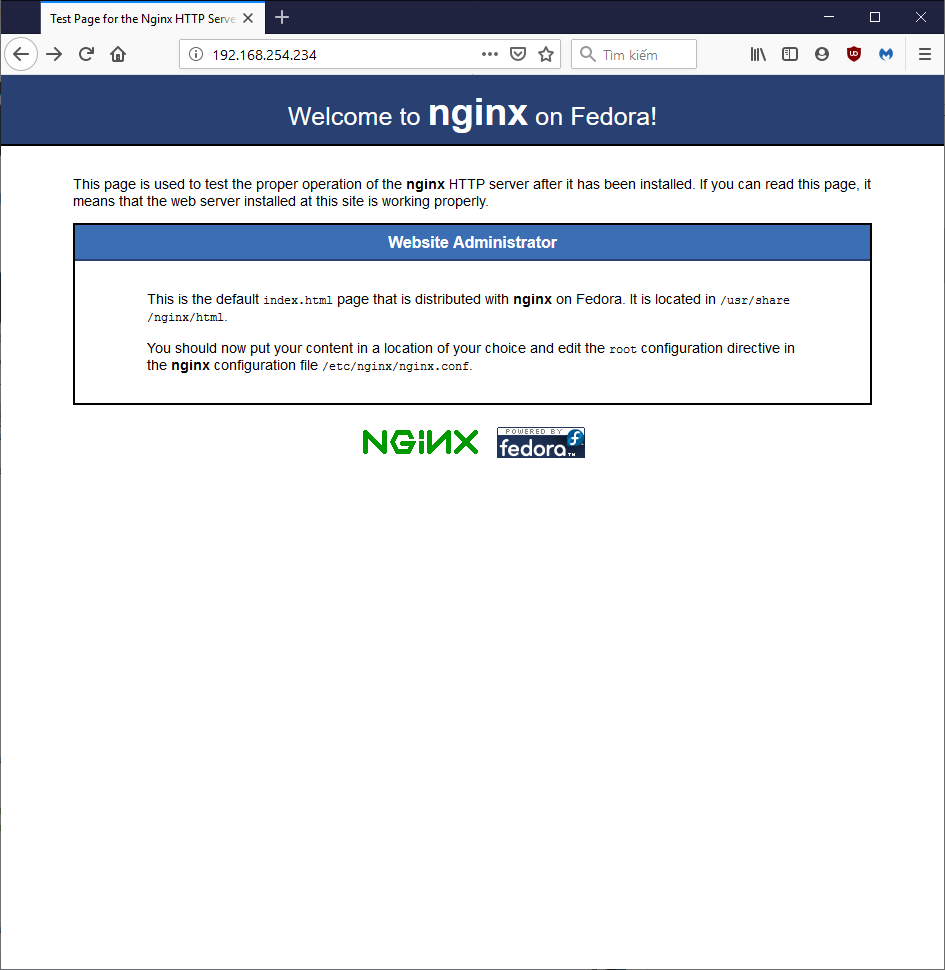 Test Page for the Nginx HTTP Serve
192.168.254.234
Tìm kiếm
Welcome to nginx on Fedora!
This page is used to test the proper operation of the nginx HTTP server after it has been installed. If you can read this page, it
means that the web server installed at this site is working properly.
Website Administrator
This is the default index.html page that is distributed with nginx on Fedora. It is located in /usr/share
/nginx/html.
You should now put your content in a location of your choice and edit the root configuration directive in
the nginx configuration file /etc/nginx/nginx.conf.
NGINX
POWERED BY
fedora™